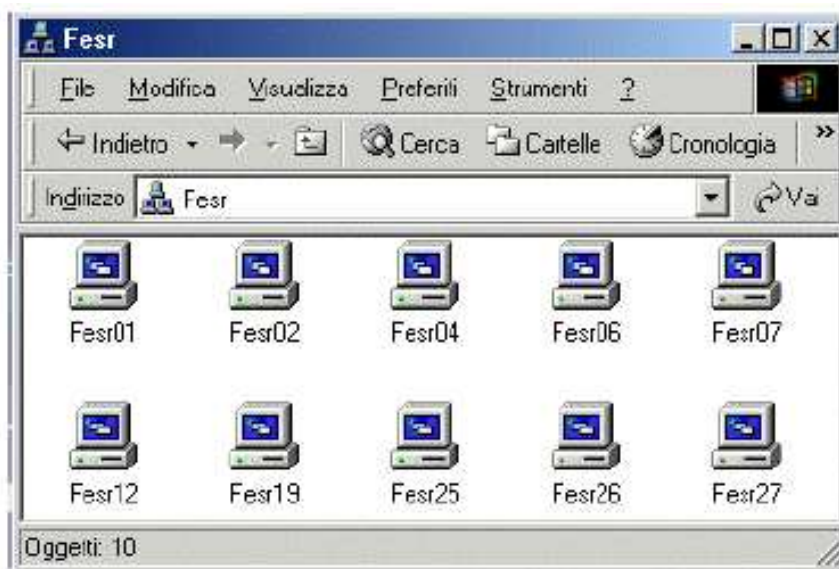 Fesr
File Modifica Visualizza Preferiti Strumenti ?
Indietro Cerca Cartelle Cronologia »
Indirizzo Fesr Vai
Fesr01 Fesr02 Fesr04 Fesr06 Fesr07
Fesr12 Fesr19 Fesr25 Fesr26 Fesr27
Oggetti: 10